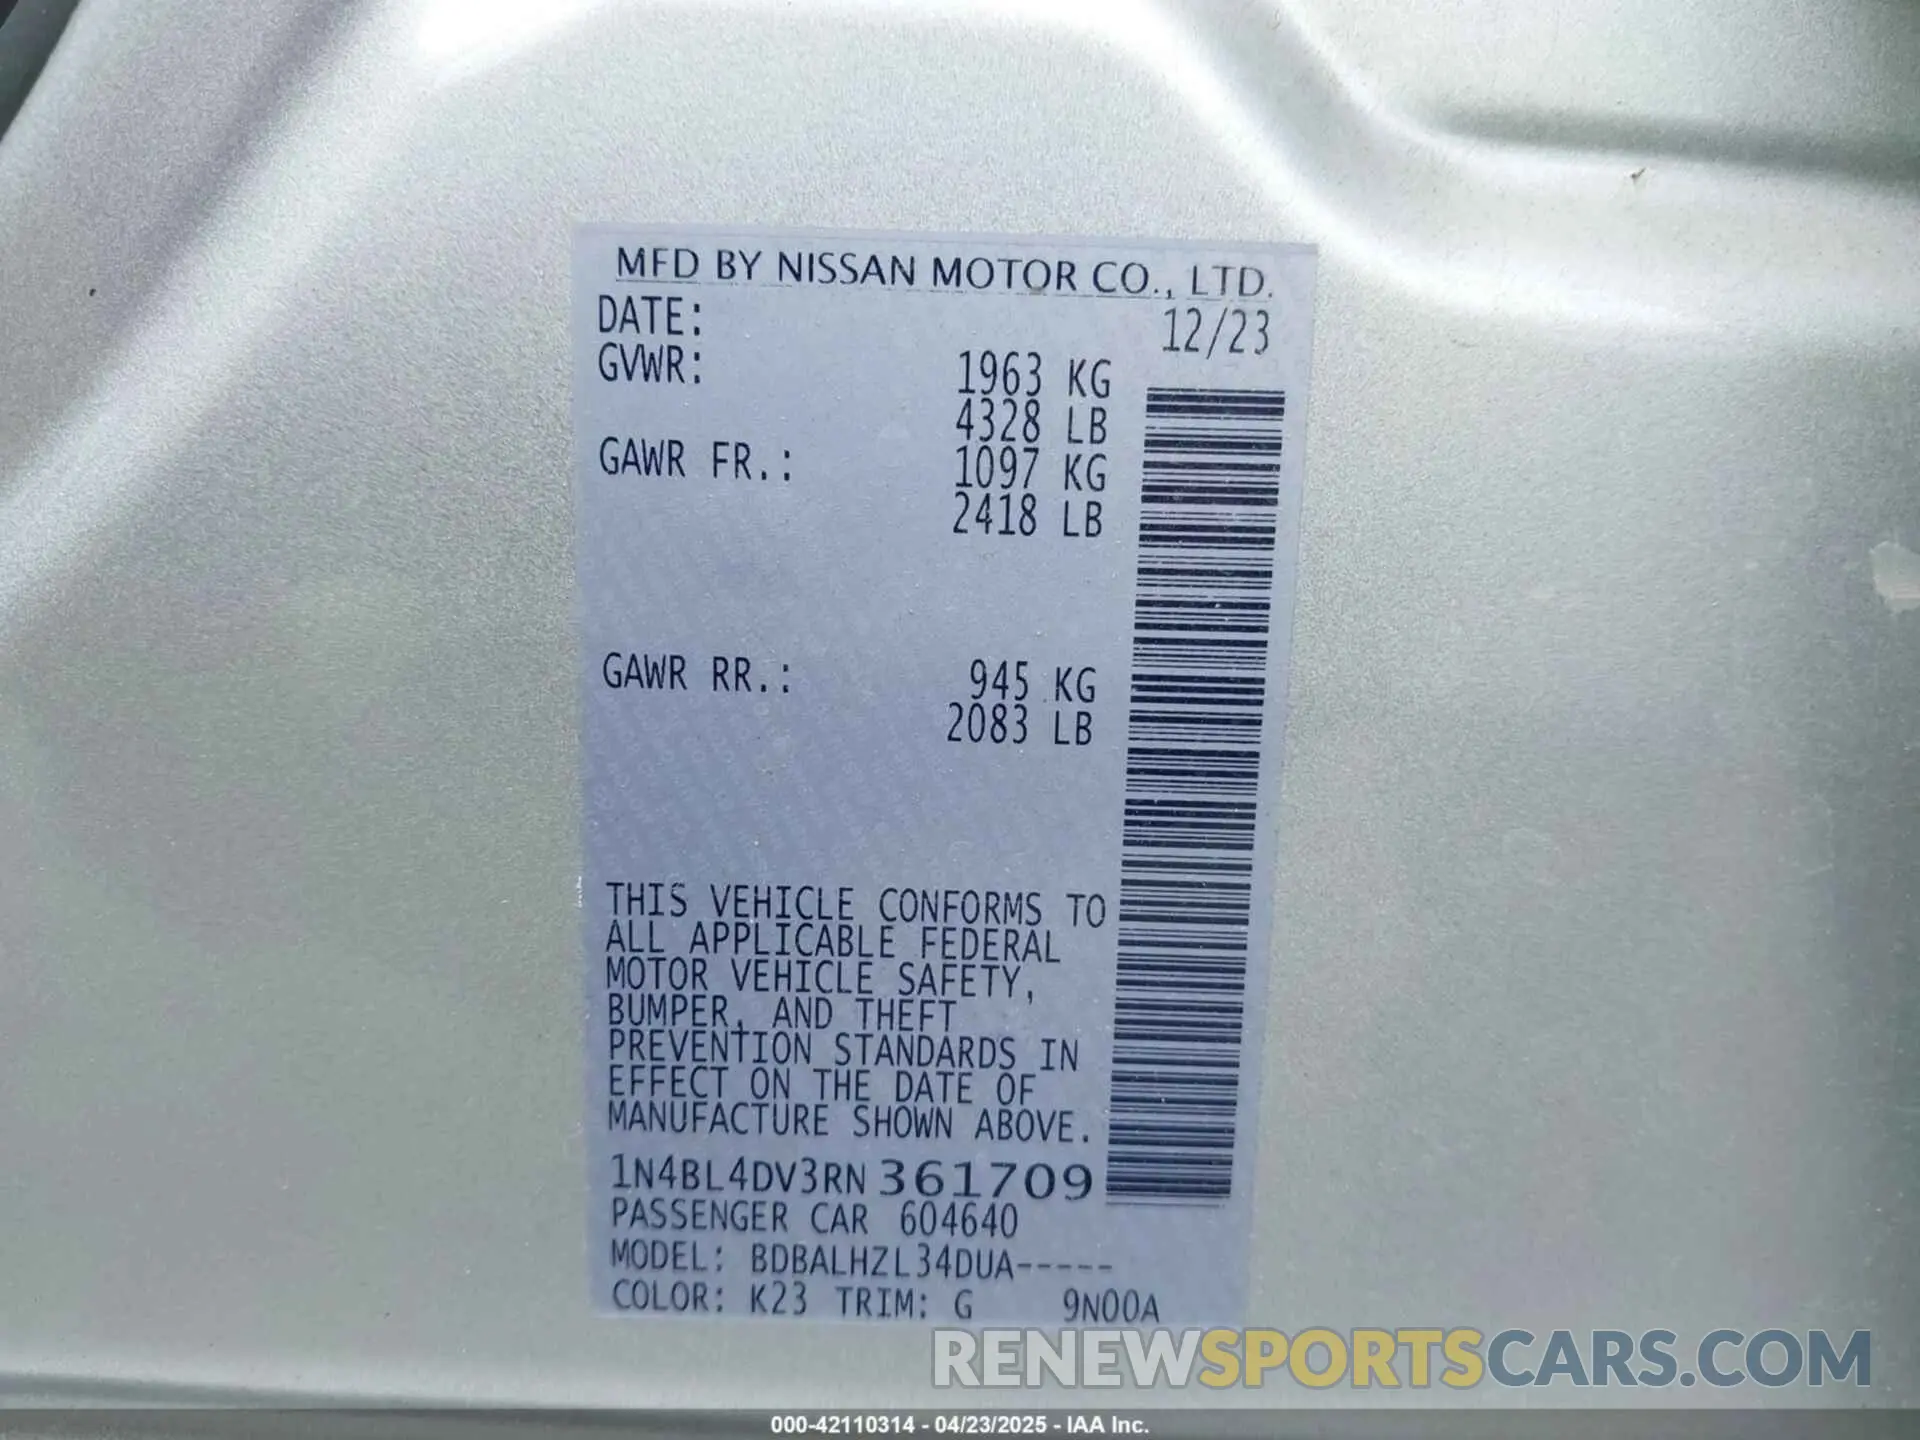 MFD BY NISSAN MOTOR CO., LTD.
DATE: 12/23
GVWR: 1963 KG
4328 LB
GAWR FR.: 1097 KG
2418 LB
GAWR RR.: 945 KG
2083 LB
THIS VEHICLE CONFORMS TO
ALL APPLICABLE FEDERAL
MOTOR VEHICLE SAFETY,
BUMPER, AND THEFT
PREVENTION STANDARDS IN
EFFECT ON THE DATE OF
MANUFACTURE SHOWN ABOVE.
1N4BL4DV3RN361709
PASSENGER CAR 604640
MODEL: BDBALHZL34DUA-----
COLOR: K23 TRIM: G 9N00A
RENEWSPORTSCARS.COM
000-42110314 - 04/23/2025 - IAA Inc.